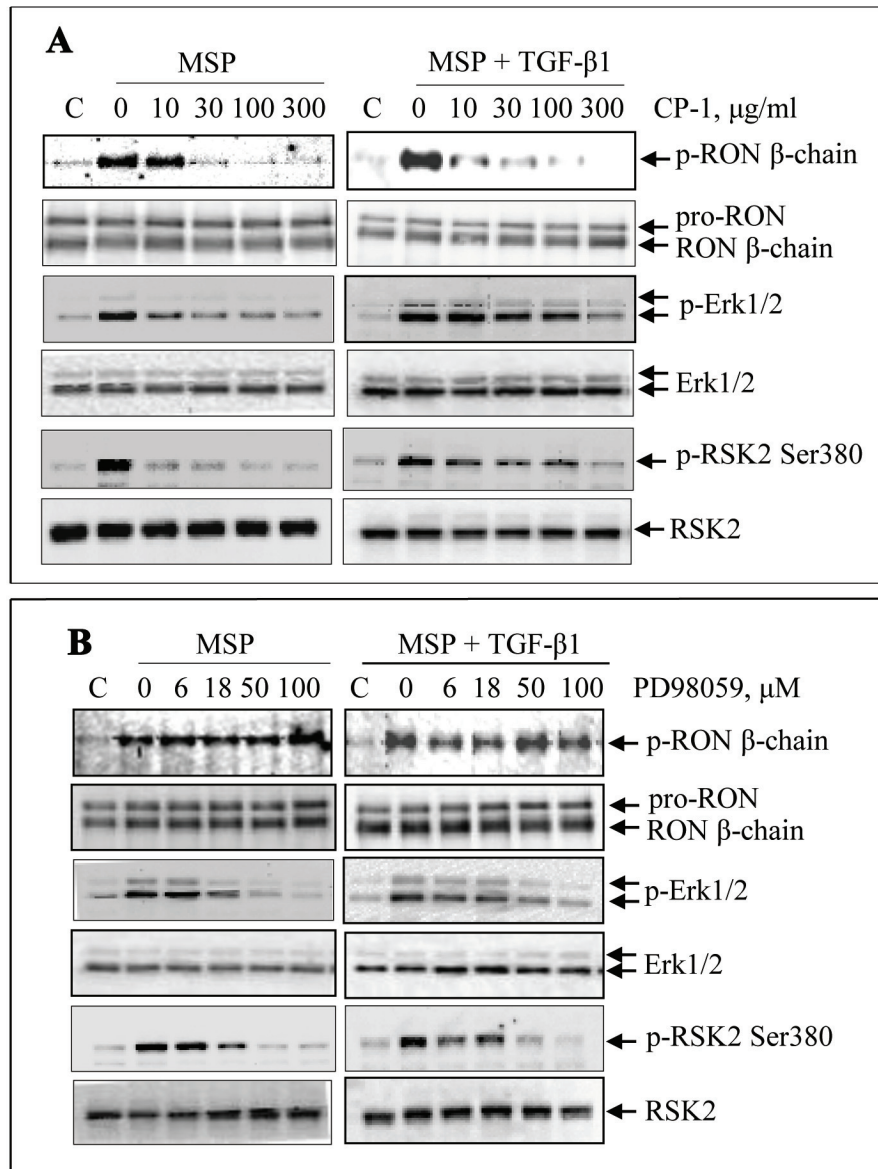 A
MSP
MSP + TGF-β1
C 0 10 30 100 300
C 0 10 30 100 300
CP-1, µg/ml
p-RON β-chain
pro-RON
RON β-chain
p-Erk1/2
Erk1/2
p-RSK2 Ser380
RSK2
B
MSP
MSP + TGF-β1
C 0 6 18 50 100
C 0 6 18 50 100
PD98059, µM
p-RON β-chain
pro-RON
RON β-chain
p-Erk1/2
Erk1/2
p-RSK2 Ser380
RSK2